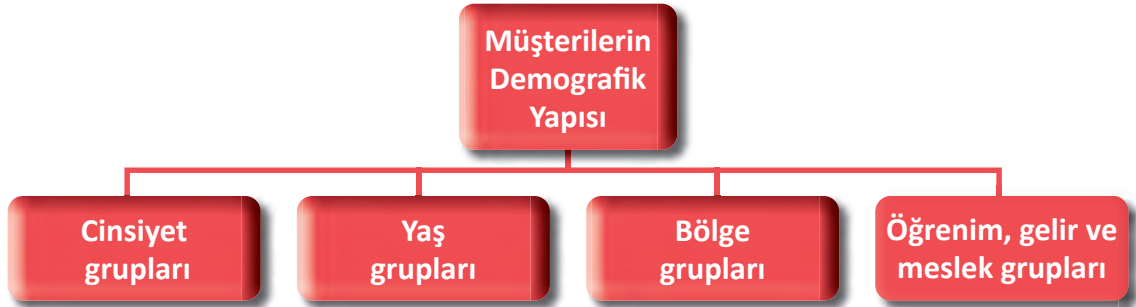 Müşterilerin
Demografik
Yapısı
Cinsiyet
grupları
Yaş
grupları
Bölge
grupları
Öğrenim, gelir ve
meslek grupları